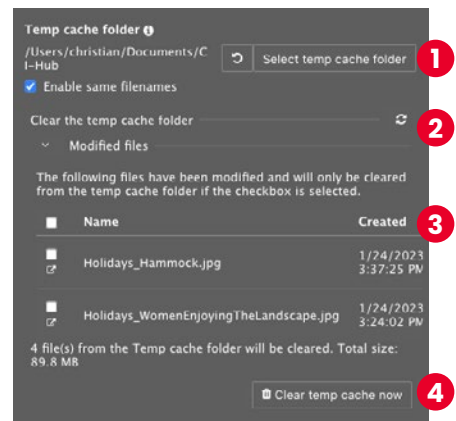 Temp cache folder
/Users/christian/Documents/C
I-Hub
Select temp cache folder
1
Enable same filenames
Clear the temp cache folder
2
Modified files
The following files have been modified and will only be cleared
from the temp cache folder if the checkbox is selected.
Name Created
3
Holidays_Hammock.jpg
1/24/2023
3:37:25 PM
Holidays_WomenEnjoyingTheLandscape.jpg
1/24/2023
3:24:02 PM
4 file(s) from the Temp cache folder will be cleared. Total size:
89.8 MB
Clear temp cache now
4